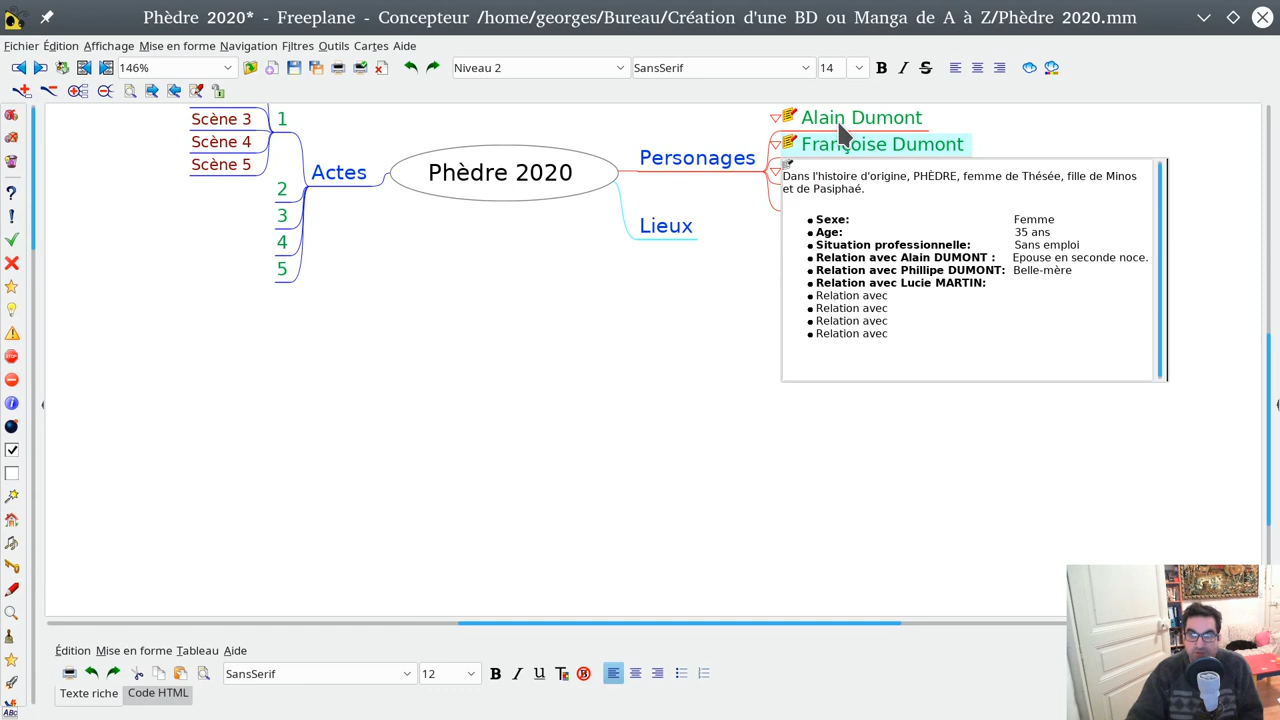 Phèdre 2020* - Freeplane - Concepteur /home/georges/Bureau/Création d'une BD ou Manga de A à Z/Phèdre 2020.mm
Fichier Édition Affichage Mise en forme Navigation Filtres Outils Cartes Aide
146%
Niveau 2
SansSerif
14
B I S
Scène 3
Scène 4
Scène 5
1
Actes
2
3
4
5
Phèdre 2020
Personages
Lieux
Alain Dumont
Françoise Dumont
Dans l'histoire d'origine, PHÈDRE, femme de Thésée, fille de Minos
et de Pasiphaé.
Sexe: Femme
Age: 35 ans
Situation professionnelle: Sans emploi
Relation avec Alain DUMONT : Epouse en seconde noce.
Relation avec Phillipe DUMONT: Belle-mère
Relation avec Lucie MARTIN:
Relation avec
Relation avec
Relation avec
Relation avec
STOP
Édition Mise en forme Tableau Aide
SansSerif
12
B I U
Texte riche Code HTML
ABC